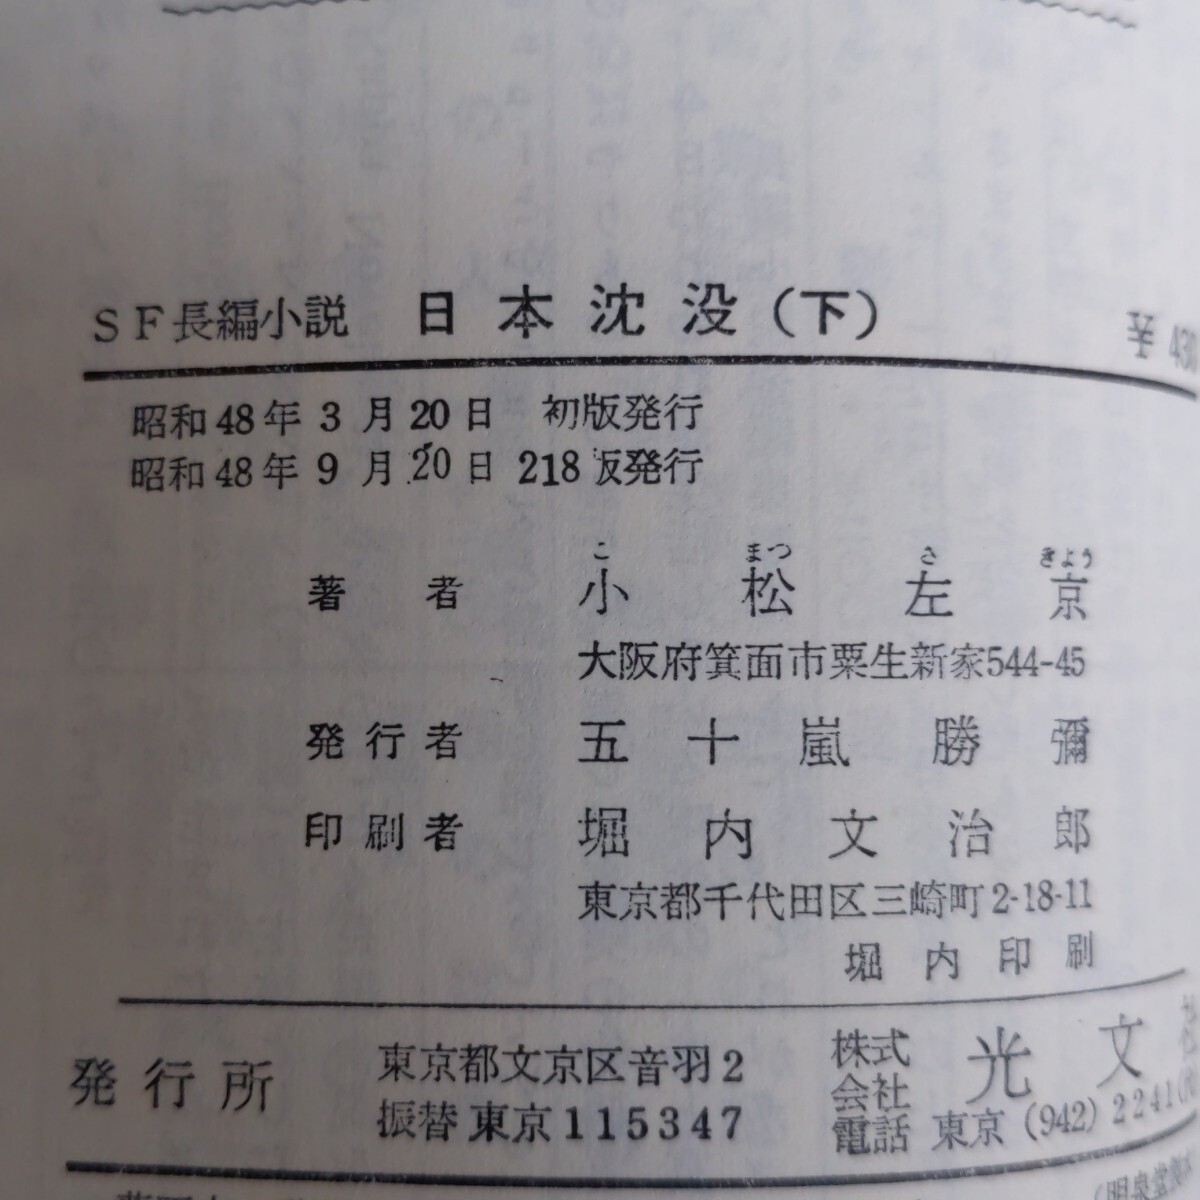 SF長編小説 日本沈没(下) ¥430
昭和48年3月20日 初版発行
昭和48年9月20日 218版発行
著者 小松左京
こ まつ さ きょう
大阪府箕面市粟生新家544-45
発行者 五十嵐勝彌
印刷者 堀内文治郎
東京都千代田区三崎町2-18-11
堀内印刷
発行所 東京都文京区音羽2 株式会社 光文社
振替東京115347 電話 東京(942)2241